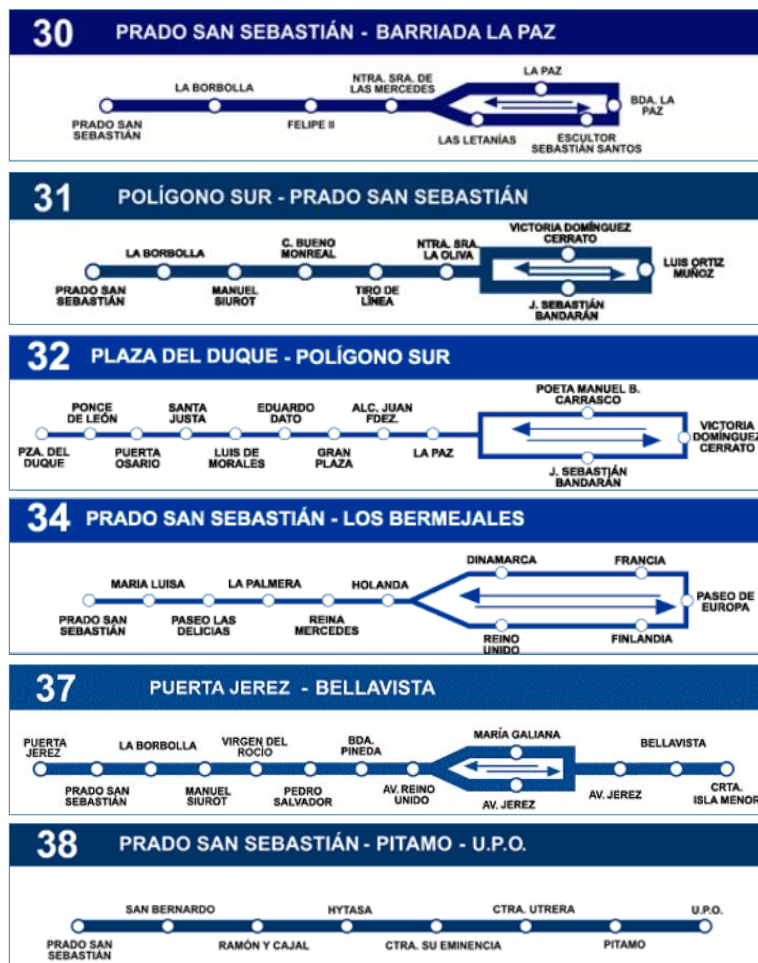 30 PRADO SAN SEBASTIÁN - BARRIADA LA PAZ
PRADO SAN
SEBASTIÁN
LA BORBOLLA
FELIPE II
NTRA. SRA. DE
LAS MERCEDES
LA PAZ
BDA. LA
PAZ
LAS LETANÍAS
ESCULTOR
SEBASTIÁN SANTOS
31 POLÍGONO SUR - PRADO SAN SEBASTIÁN
PRADO SAN
SEBASTIÁN
LA BORBOLLA
MANUEL
SIUROT
C. BUENO
MONREAL
TIRO DE
LÍNEA
NTRA. SRA.
LA OLIVA
VICTORIA DOMÍNGUEZ
CERRATO
LUIS ORTIZ
MUÑOZ
J. SEBASTIÁN
BANDARÁN
32 PLAZA DEL DUQUE - POLÍGONO SUR
PZA. DEL
DUQUE
PONCE
DE LEÓN
PUERTA
OSARIO
SANTA
JUSTA
LUIS DE
MORALES
EDUARDO
DATO
GRAN
PLAZA
ALC. JUAN
FDEZ.
LA PAZ
POETA MANUEL B.
CARRASCO
VICTORIA
DOMÍNGUEZ
CERRATO
J. SEBASTIÁN
BANDARÁN
34 PRADO SAN SEBASTIÁN - LOS BERMEJALES
PRADO SAN
SEBASTIÁN
MARIA LUISA
PASEO LAS
DELICIAS
LA PALMERA
REINA
MERCEDES
HOLANDA
DINAMARCA
FRANCIA
PASEO DE
EUROPA
REINO
UNIDO
FINLANDIA
37 PUERTA JEREZ - BELLAVISTA
PUERTA
JEREZ
PRADO SAN
SEBASTIÁN
LA BORBOLLA
MANUEL
SIUROT
VIRGEN DEL
ROCÍO
PEDRO
SALVADOR
BDA.
PINEDA
AV. REINO
UNIDO
MARÍA GALIANA
AV. JEREZ
AV. JEREZ
BELLAVISTA
CRTA.
ISLA MENOR
38 PRADO SAN SEBASTIÁN - PITAMO - U.P.O.
PRADO SAN
SEBASTIÁN
SAN BERNARDO
RAMÓN Y CAJAL
HYTASA
CTRA. SU EMINENCIA
CTRA. UTRERA
PITAMO
U.P.O.